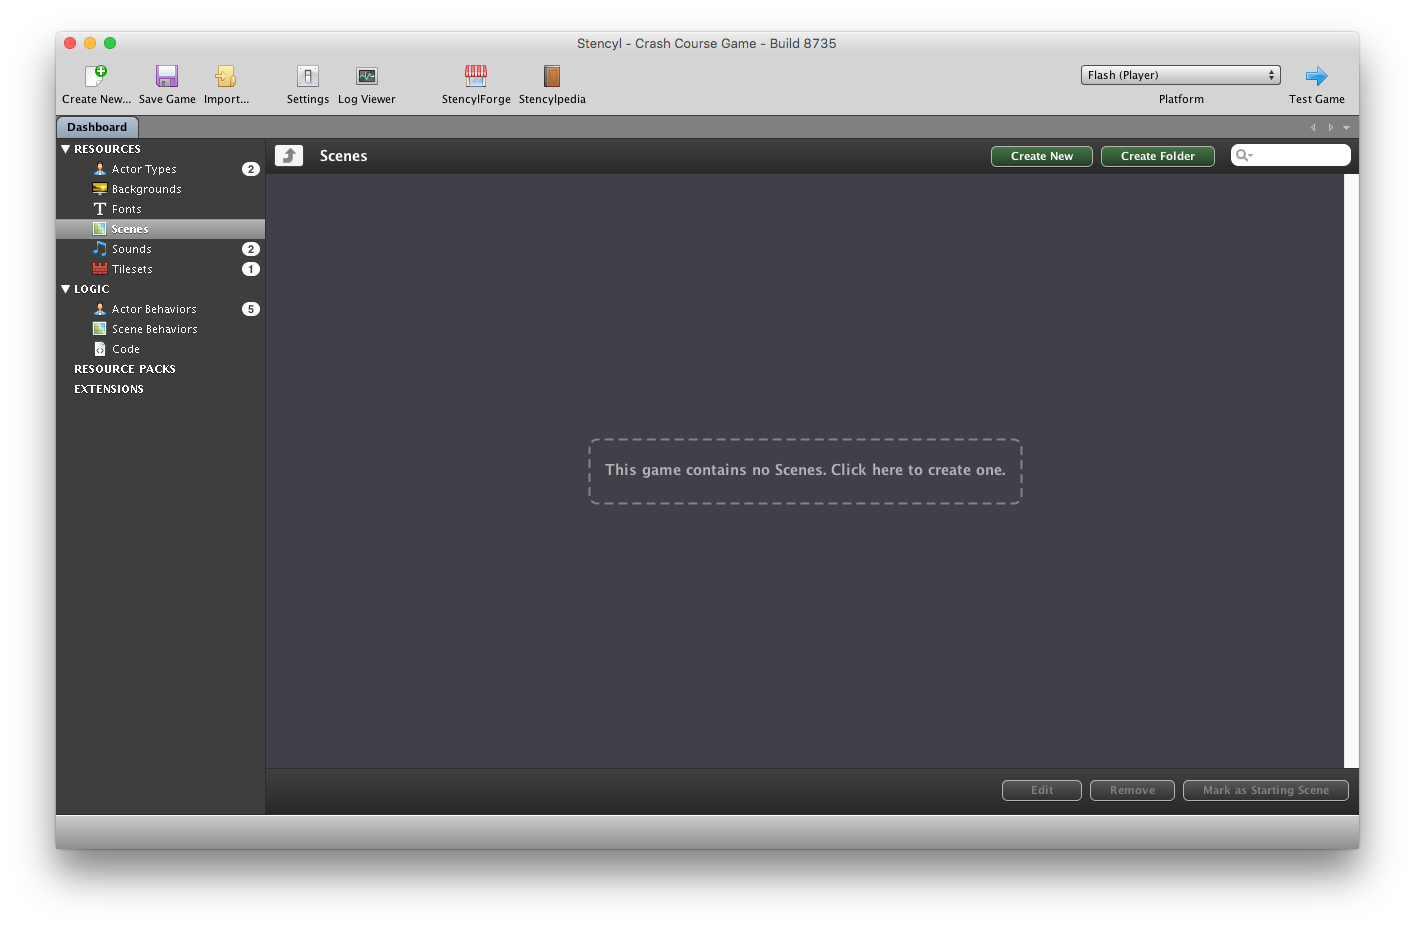 Stencyl - Crash Course Game - Build 8735
Create New... Save Game Import... Settings Log Viewer StencylForge Stencylpedia
Flash (Player)
Platform
Test Game
Dashboard
RESOURCES
Actor Types 2
Backgrounds
Fonts
Scenes
Sounds 2
Tilesets 1
LOGIC
Actor Behaviors 5
Scene Behaviors
Code
RESOURCE PACKS
EXTENSIONS
Scenes
Create New Create Folder
This game contains no Scenes. Click here to create one.
Edit Remove Mark as Starting Scene